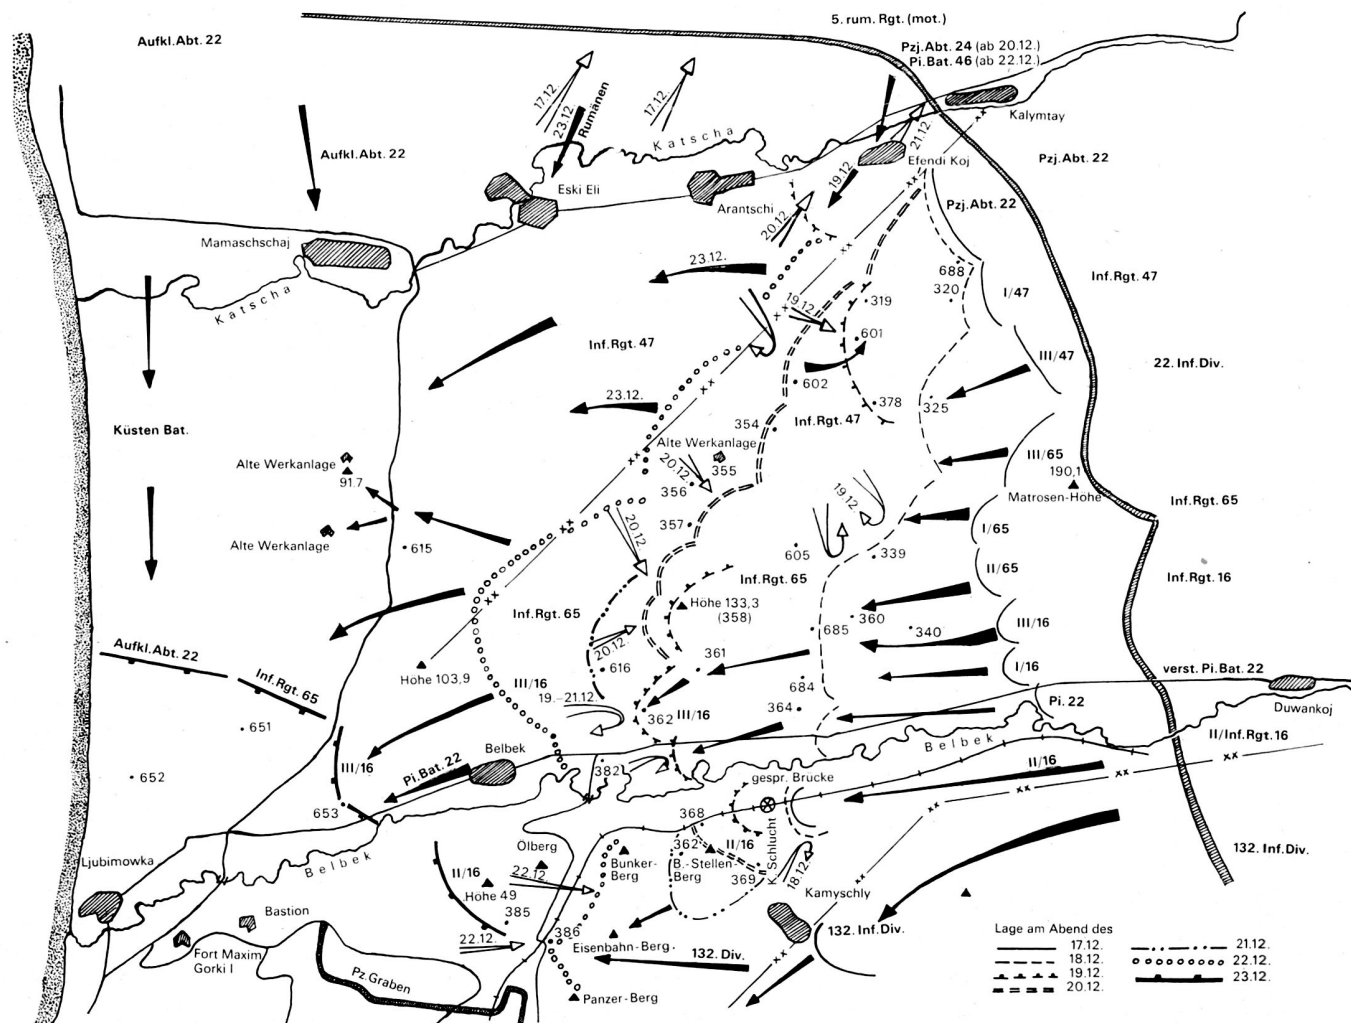 5. rum. Rgt. (mot.)
Aufkl. Abt. 22
Pzj. Abt. 24 (ab 20.12.)
Pi. Bat. 46 (ab 22.12.)
17.12.
23.12.
Rumänen
17.12.
Katscha
Kalymtay
21.12.
Aufkl. Abt. 22
Efendi Koj
Pzj. Abt. 22
Eski Eli
19.12
Arantschi
Pzj. Abt. 22
20.12.
Mamaschschaj
23.12.
688
Inf. Rgt. 47
Katscha
320
I/47
19.12.
319
Inf. Rgt. 47
601
III/47
22. Inf. Div.
602
23.12.
378
325
354
Inf. Rgt. 47
Küsten Bat.
Alte Werkanlage
III/65
Alte Werkanlage
20.12.
355
190,1
91.7
356
19.12
Matrosen-Höhe
Inf. Rgt. 65
20.12
357
I/65
Alte Werkanlage
615
605
339
II/65
Inf. Rgt. 65
Inf. Rgt. 16
Inf. Rgt. 65
Höhe 133,3
(358)
360
III/16
685
340
Aufkl. Abt. 22
20.12.
361
616
I/16
verst. Pi. Bat. 22
Höhe 103,9
Inf. Rgt. 65
III/16
19.–21.12.
684
364
Pi. 22
Duwankoj
651
362
III/16
II/Inf. Rgt. 16
Belbek
Belbek
652
III/16
Pi. Bat. 22
382
gespr. Brücke
II/16
653
368
K.-Schlucht
Ölberg
362
II/16
132. Inf. Div.
Ljubimowka
Belbek
Bunker-
Berg
B.-Stellen-
Berg
II/16
22.12.
369
18.12
Kamyschly
Höhe 49
Bastion
385
386
132. Inf. Div.
22.12.
Eisenbahn-Berg.
Fort Maxim
Gorki I
132. Div.
Pz. Graben
Panzer-Berg
Lage am Abend des
17.12.
18.12.
19.12.
20.12.
21.12.
22.12.
23.12.